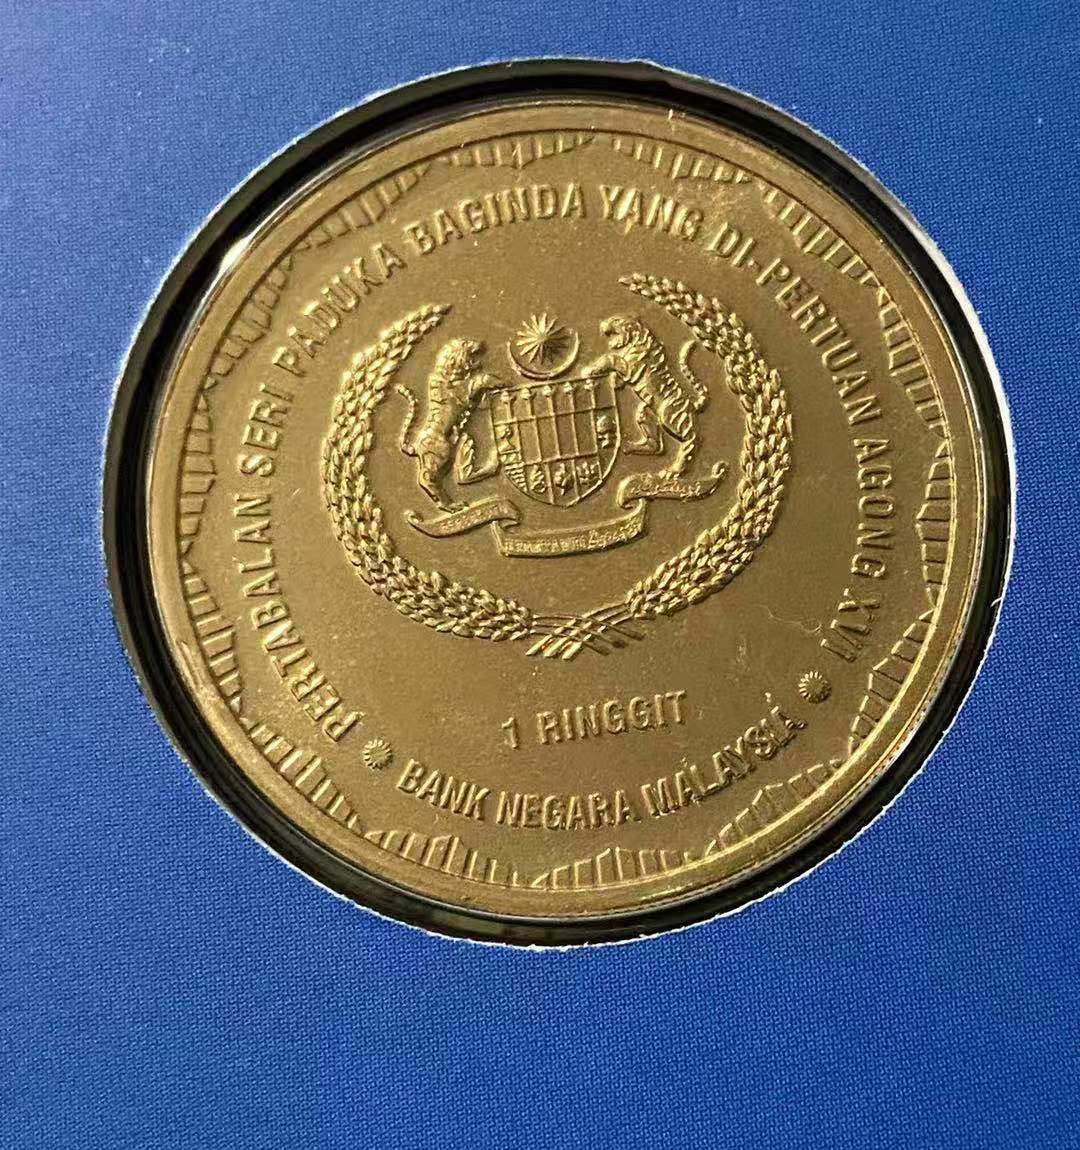 PERTABALAN SERI PADUKA BAGINDA YANG DI-PERTUAN AGONG XVI
1 RINGGIT
BANK NEGARA MALAYSIA